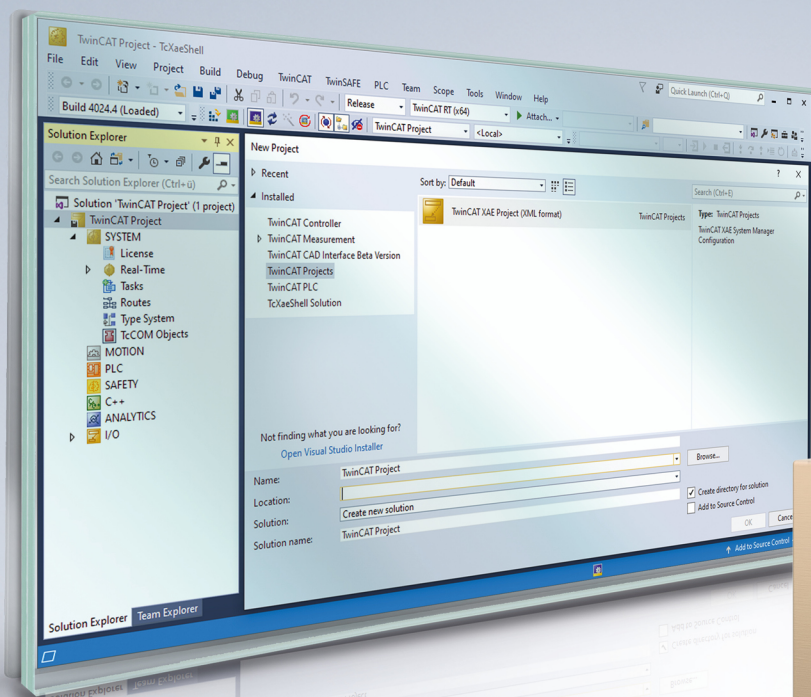 TwinCAT Project - TcXaeShell
File Edit View Project Build Debug TwinCAT TwinSAFE PLC Team Scope Tools Window Help
Quick Launch (Ctrl+Q)
Release TwinCAT RT (x64) Attach...
Build 4024.4 (Loaded) TwinCAT Project <Local>
Solution Explorer
Search Solution Explorer (Ctrl+ü)
Solution 'TwinCAT Project' (1 project)
TwinCAT Project
SYSTEM
License
Real-Time
Tasks
Routes
Type System
TcCOM Objects
MOTION
PLC
SAFETY
C++
ANALYTICS
I/O
Solution Explorer Team Explorer
New Project
? X
Recent
Installed
TwinCAT Controller
TwinCAT Measurement
TwinCAT CAD Interface Beta Version
TwinCAT Projects
TwinCAT PLC
TcXaeShell Solution
Not finding what you are looking for?
Open Visual Studio Installer
Sort by: Default
Search (Ctrl+E)
TwinCAT XAE Project (XML format) TwinCAT Projects
Type: TwinCAT Projects
TwinCAT XAE System Manager
Configuration
Name: TwinCAT Project
Location:
Browse...
Solution: Create new solution
Solution name: TwinCAT Project
Create directory for solution
Add to Source Control
OK Cance
Add to Source Control